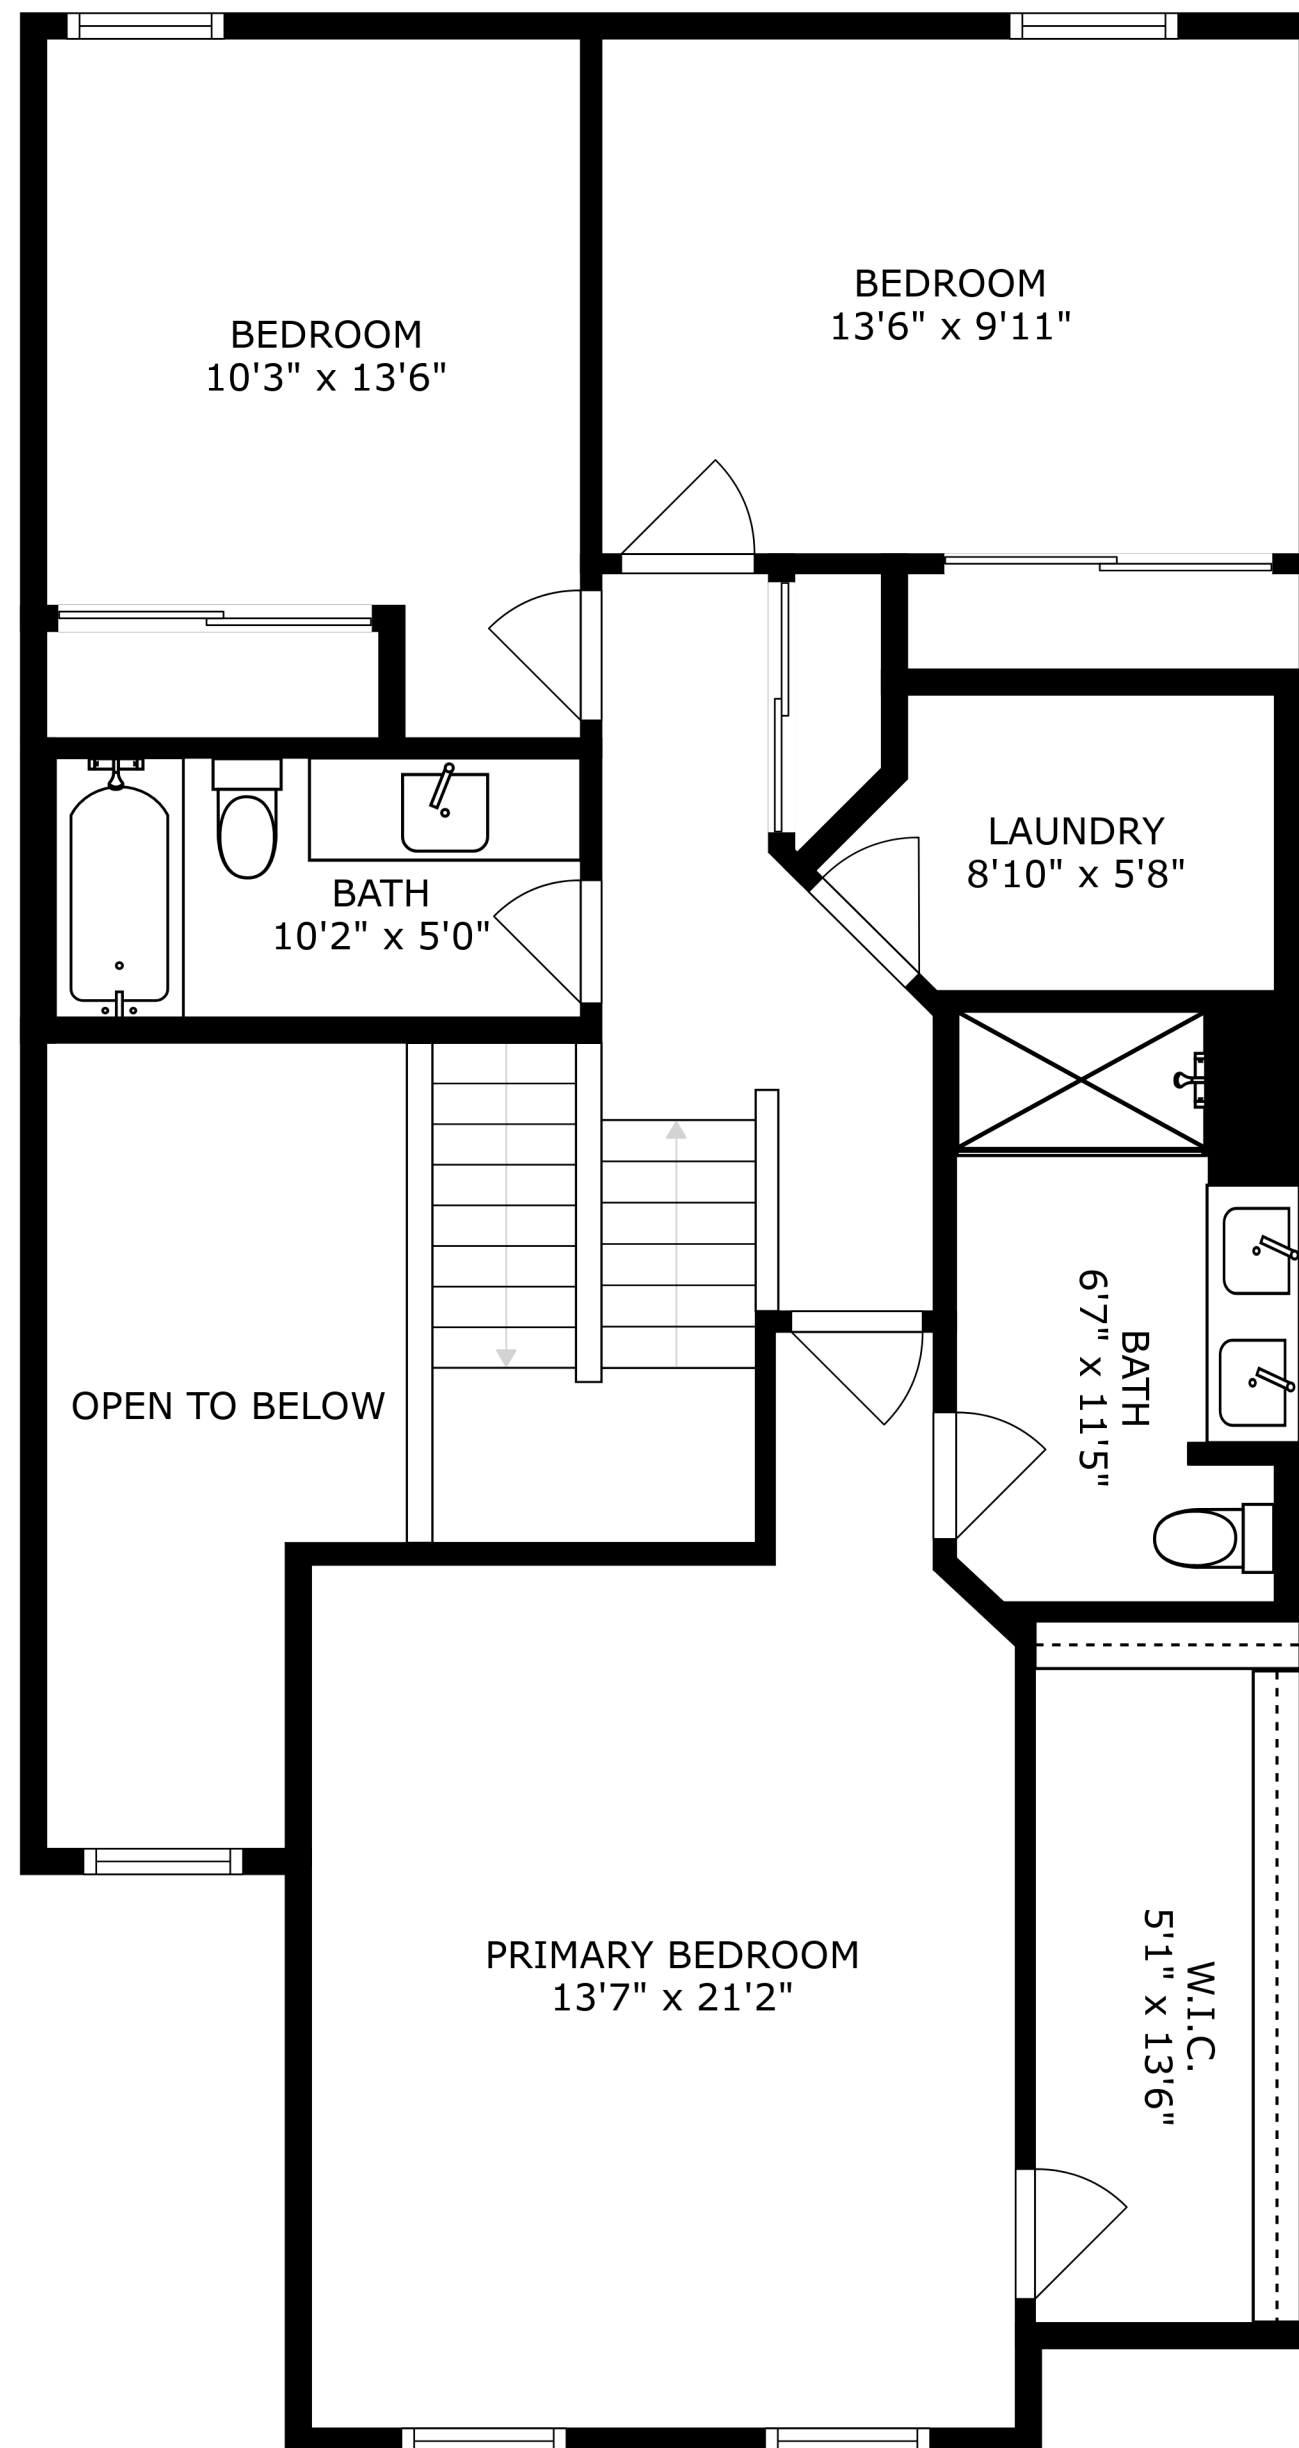 BEDROOM
13'6" x 9'11"
BEDROOM
10'3" x 13'6"
LAUNDRY
8'10" x 5'8"
BATH
10'2" x 5'0"
BATH
6'7" x 11'5"
OPEN TO BELOW
PRIMARY BEDROOM
13'7" x 21'2"
W.I.C.
5'1" x 13'6"